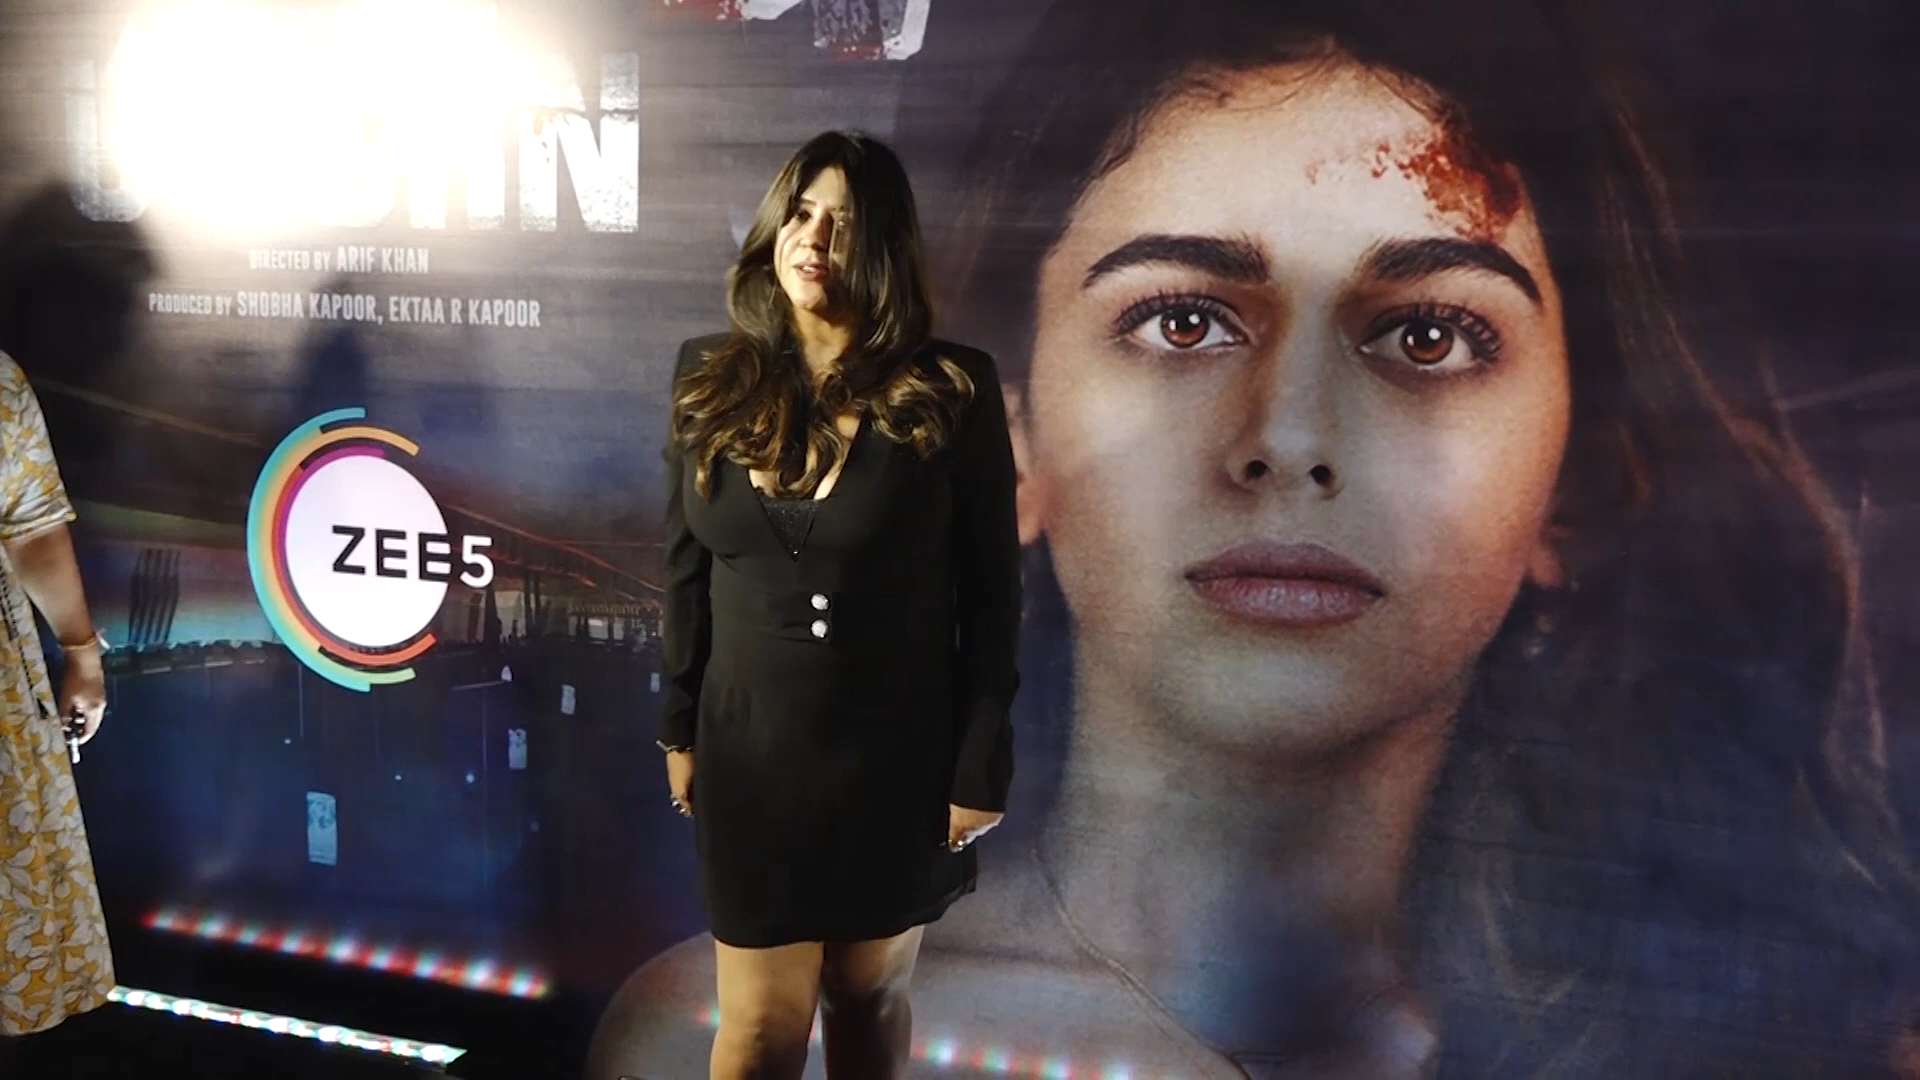 DIRECTED BY ARIF KHAN
PRODUCED BY SHOBHA KAPOOR, EKTAA R KAPOOR
ZEE5